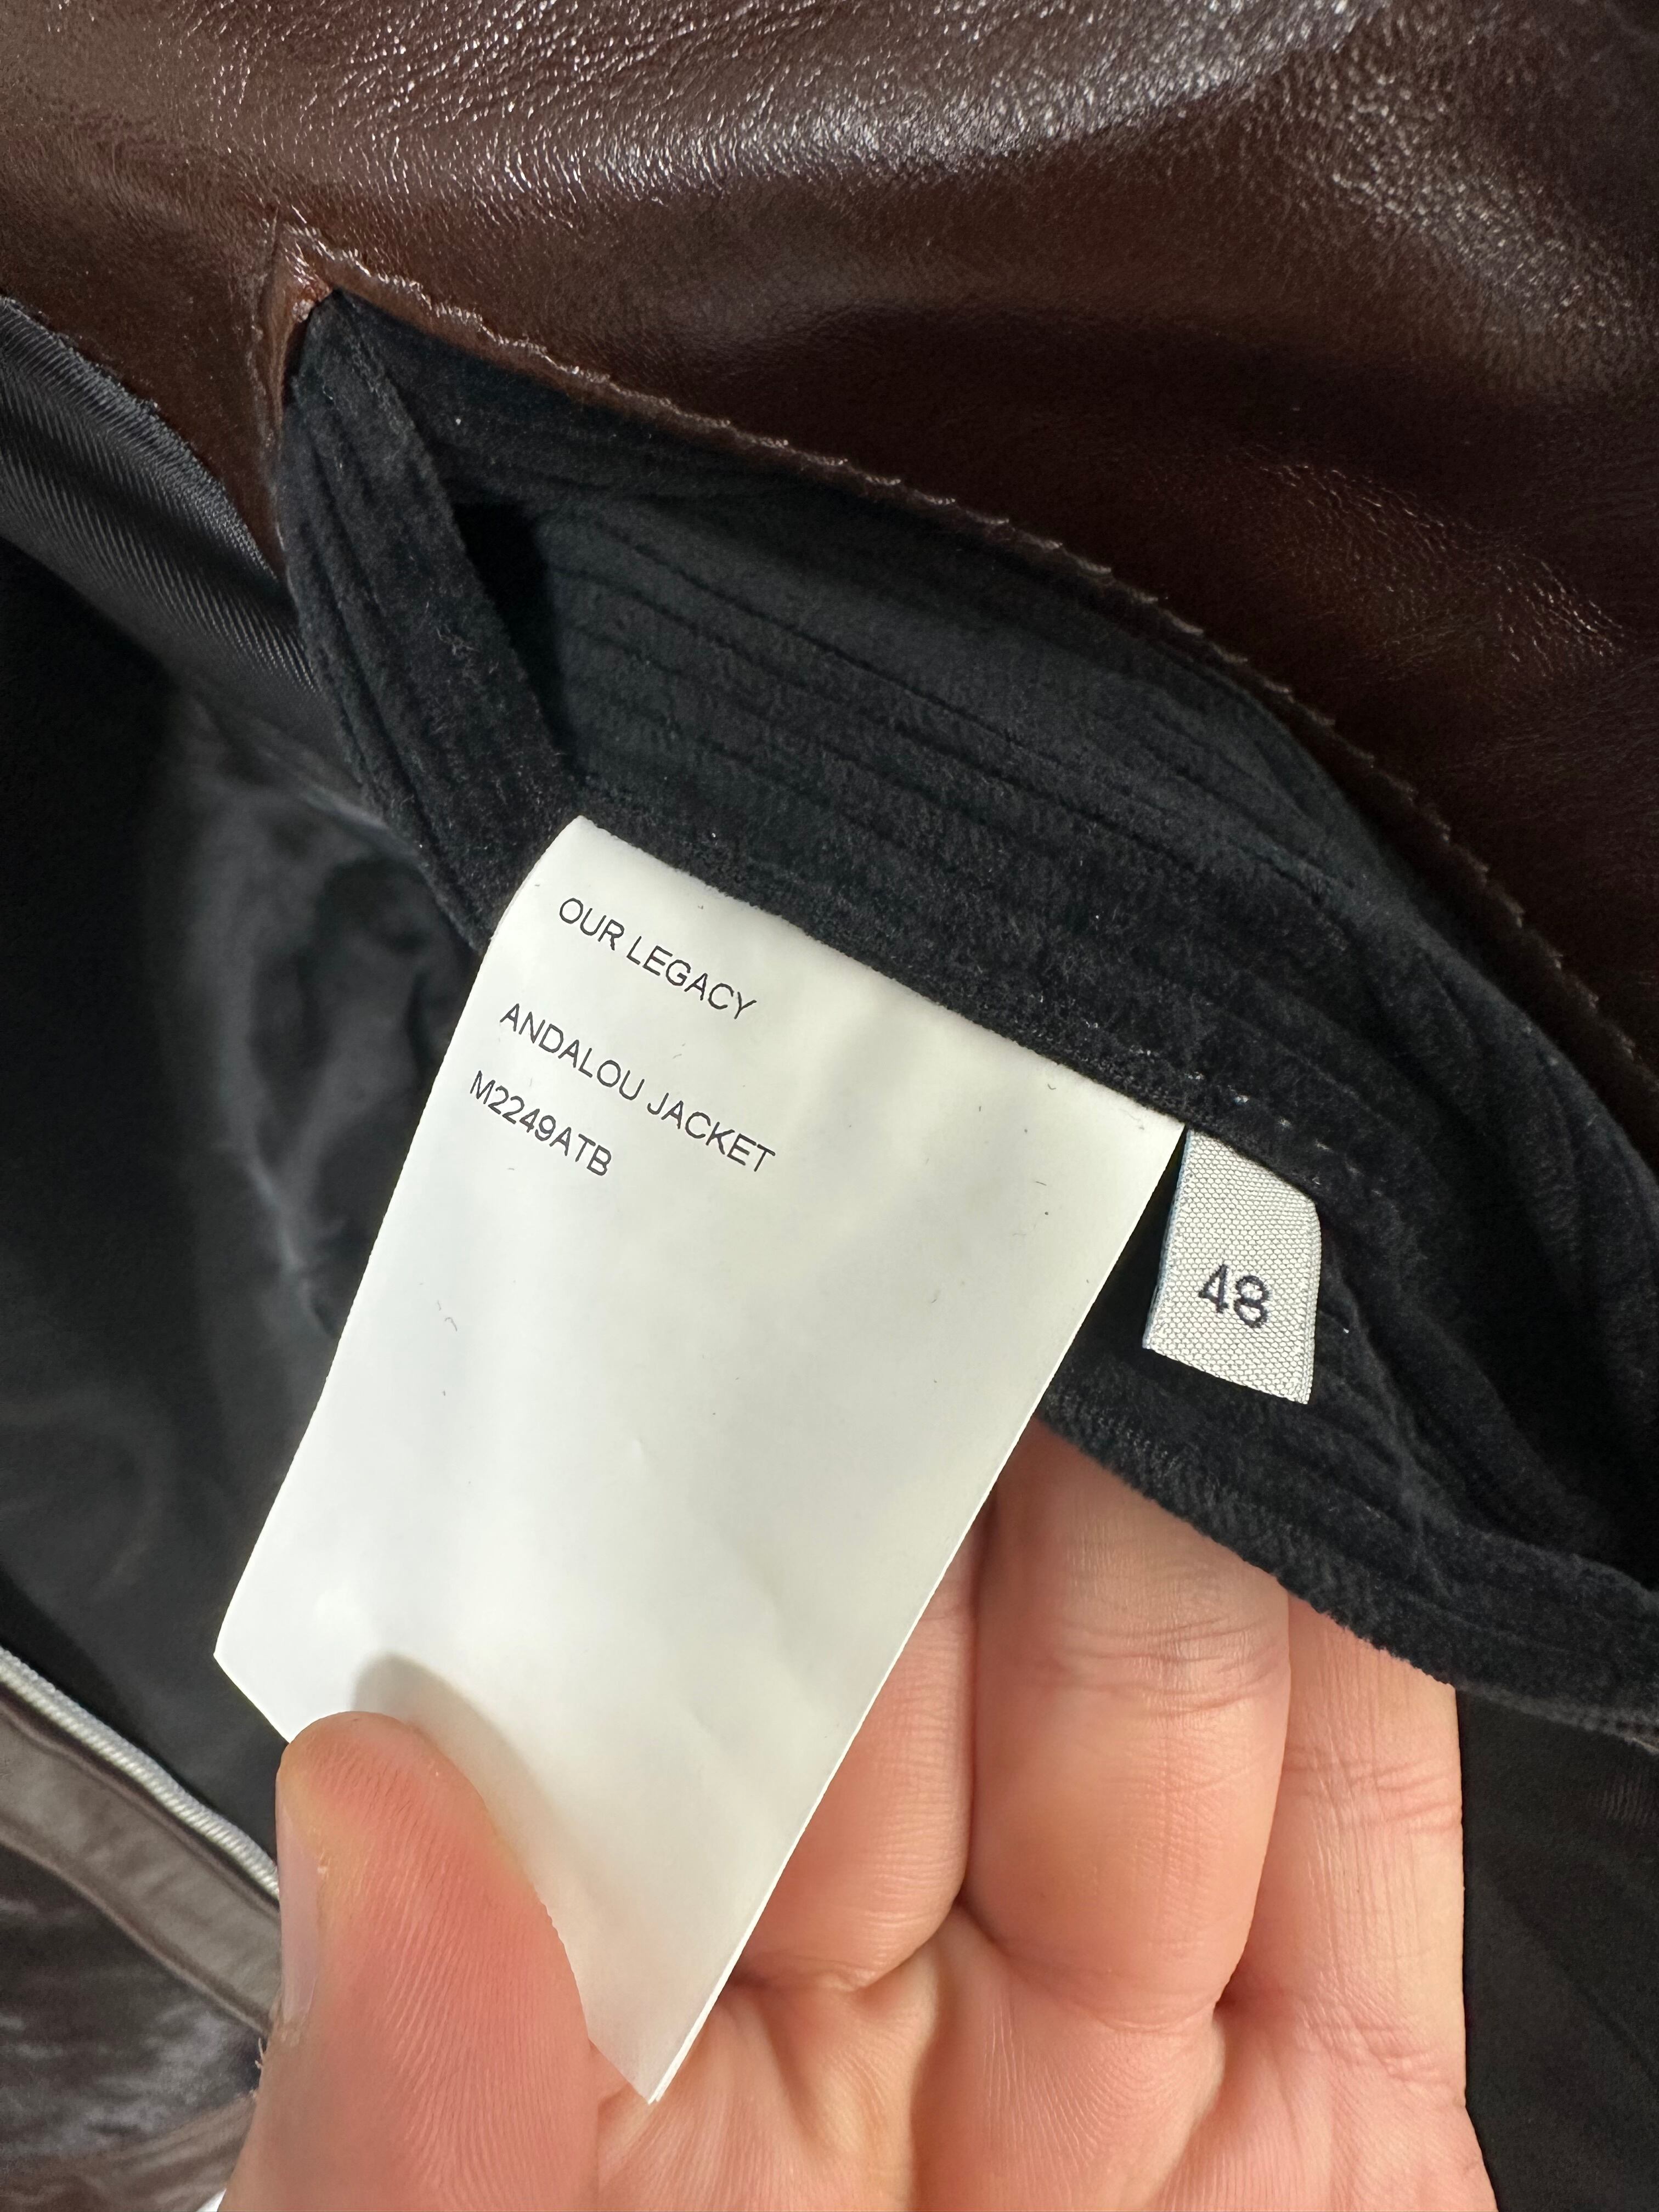 OUR LEGACY
ANDALOU JACKET
M2249ATB
48